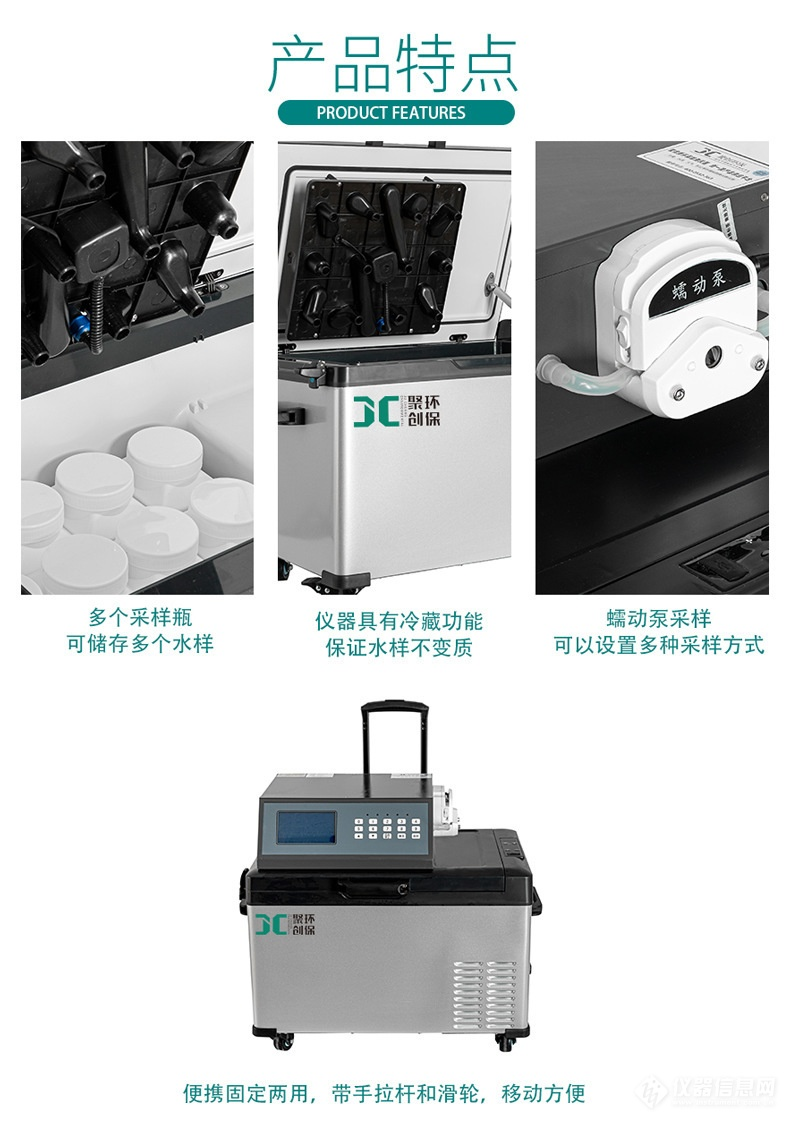 产品特点
PRODUCT FEATURES
蠕动泵
聚环
创保
多个采样瓶
可储存多个水样
仪器具有冷藏功能
保证水样不变质
蠕动泵采样
可以设置多种采样方式
聚环
创保
便携固定两用，带手拉杆和滑轮，移动方便
仪器信息网